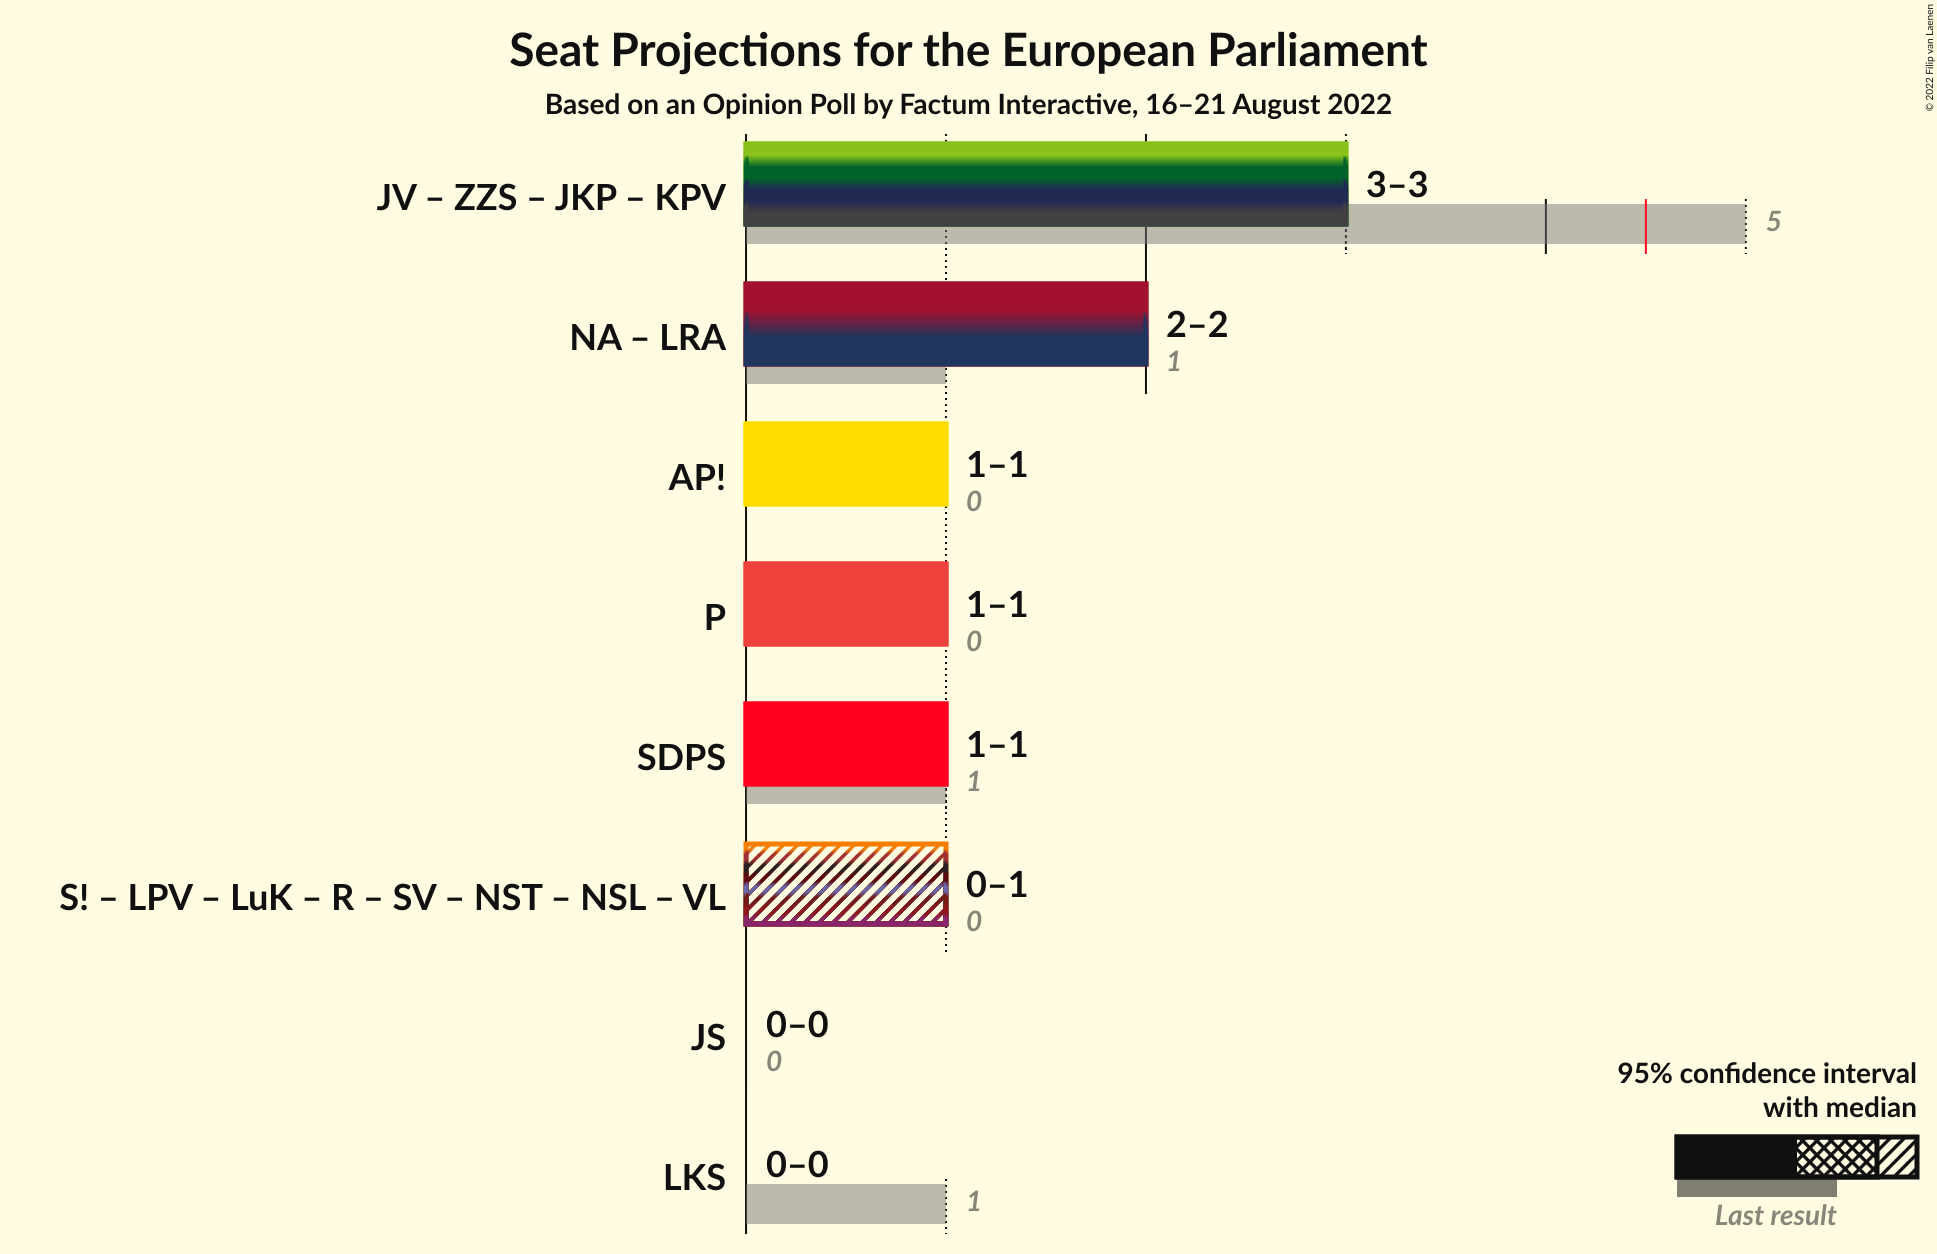 Seat Projections for the European Parliament
Based on an Opinion Poll by Factum Interactive, 16–21 August 2022
© 2022 Filip van Laenen
JV – ZZS – JKP – KPV
3–3
5
NA – LRA
2–2
1
AP!
1–1
0
P
1–1
0
SDPS
1–1
1
S! – LPV – LuK – R – SV – NST – NSL – VL
0–1
0
JS
0–0
0
LKS
0–0
1
95% confidence interval
with median
Last result